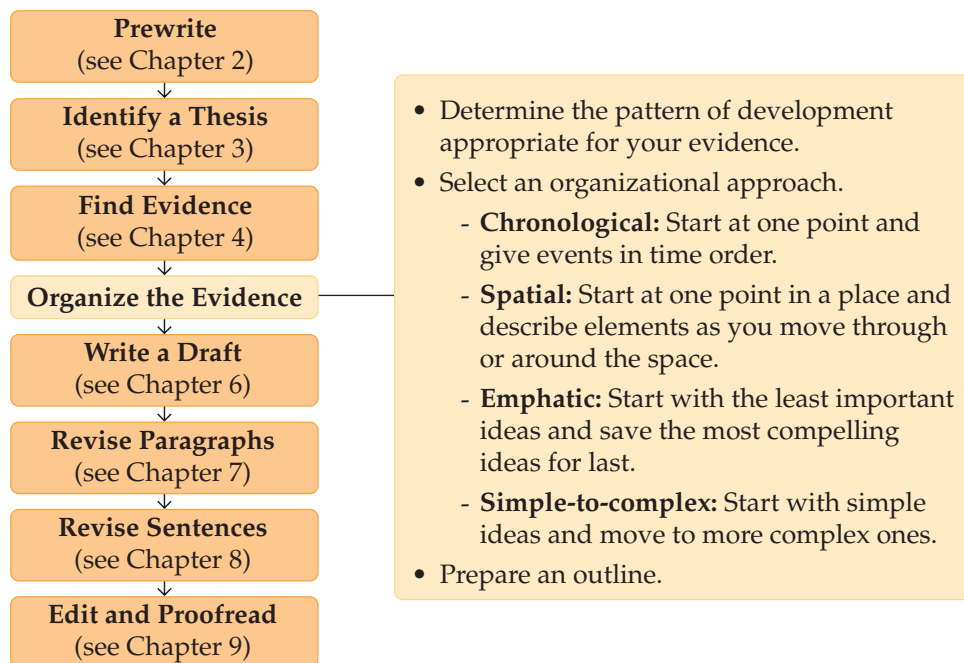 Prewrite
(see Chapter 2)
Identify a Thesis
(see Chapter 3)
Find Evidence
(see Chapter 4)
Organize the Evidence
Write a Draft
(see Chapter 6)
Revise Paragraphs
(see Chapter 7)
Revise Sentences
(see Chapter 8)
Edit and Proofread
(see Chapter 9)
• Determine the pattern of development
appropriate for your evidence.
• Select an organizational approach.
- Chronological: Start at one point and
give events in time order.
- Spatial: Start at one point in a place and
describe elements as you move through
or around the space.
- Emphatic: Start with the least important
ideas and save the most compelling
ideas for last.
- Simple-to-complex: Start with simple
ideas and move to more complex ones.
• Prepare an outline.